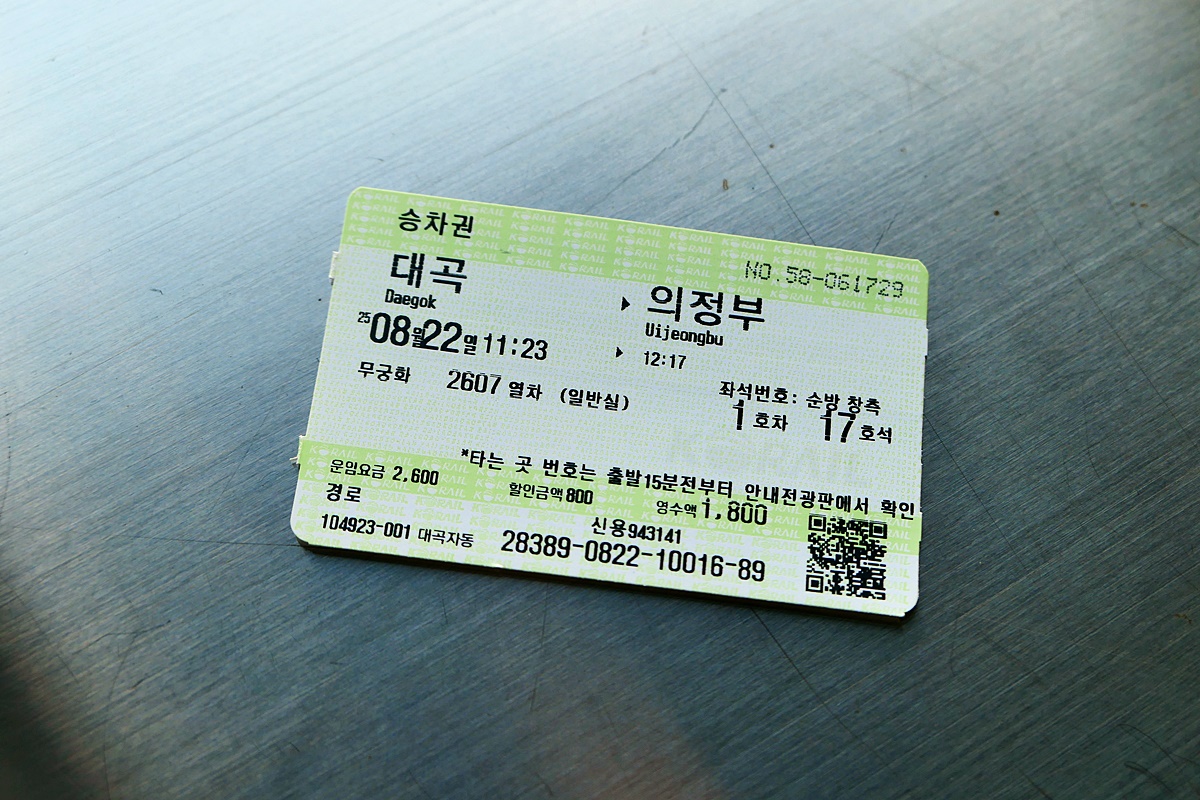 승차권
NO.58-061729
대곡 ▶ 의정부
Daegok Uijeongbu
25 08월22일 11:23 ▶ 12:17
무궁화 2607 열차 (일반실)
좌석번호: 순방 창측
1 호차 17 호석
*타는 곳 번호는 출발15분전부터 안내전광판에서 확인
운임요금 2,600 할인금액 800 영수액 1,800
경로
신용943141
104923-001 대곡자동 28389-0822-10016-89